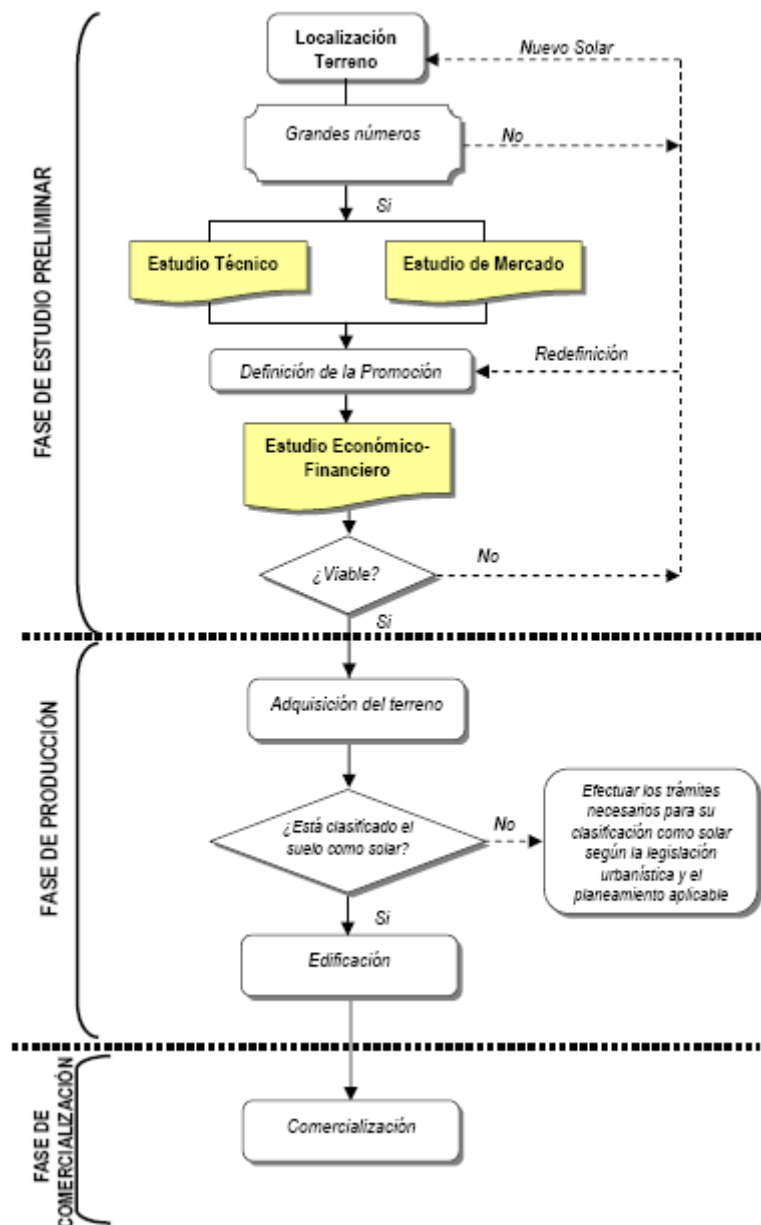 FASE DE ESTUDIO PRELIMINAR
Localización
Terreno
Nuevo Solar
Grandes números
No
Si
Estudio Técnico
Estudio de Mercado
Definición de la Promoción
Redefinición
Estudio Económico-
Financiero
¿Viable?
No
Si
FASE DE PRODUCCIÓN
Adquisición del terreno
¿Está clasificado el
suelo como solar?
No
Efectuar los trámites
necesarios para su
clasificación como solar
según la legislación
urbanística y el
planeamiento aplicable
Si
Edificación
FASE DE
COMERCIALIZACIÓN
Comercialización